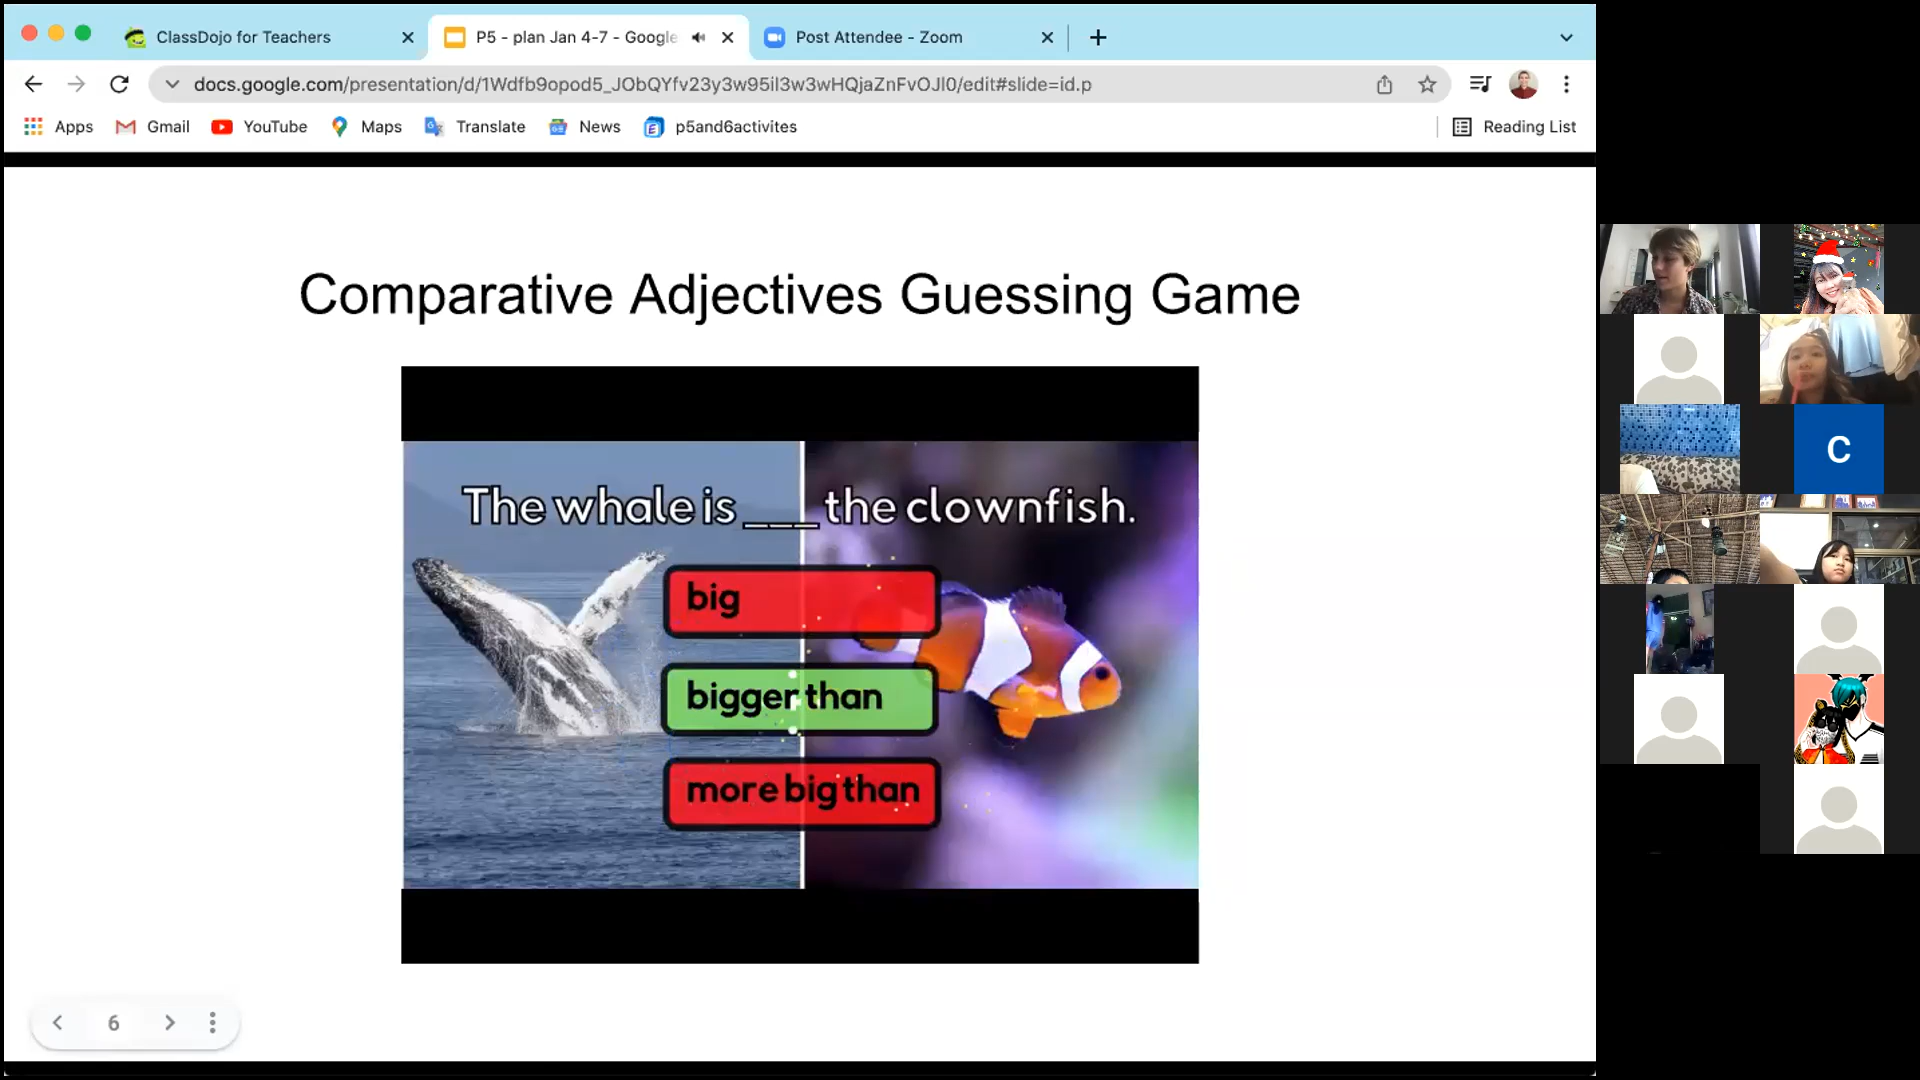 ClassDojo for Teachers
P5 - plan Jan 4-7 - Google
Post Attendee - Zoom
docs.google.com/presentation/d/1Wdfb9opod5_JObQYfv23y3w95il3w3wHQjaZnFvOJl0/edit#slide=id.p
Apps
Gmail
YouTube
Maps
Translate
News
p5and6activites
Reading List
Comparative Adjectives Guessing Game
The whale is ___ the clownfish.
big
bigger than
more big than
C
6